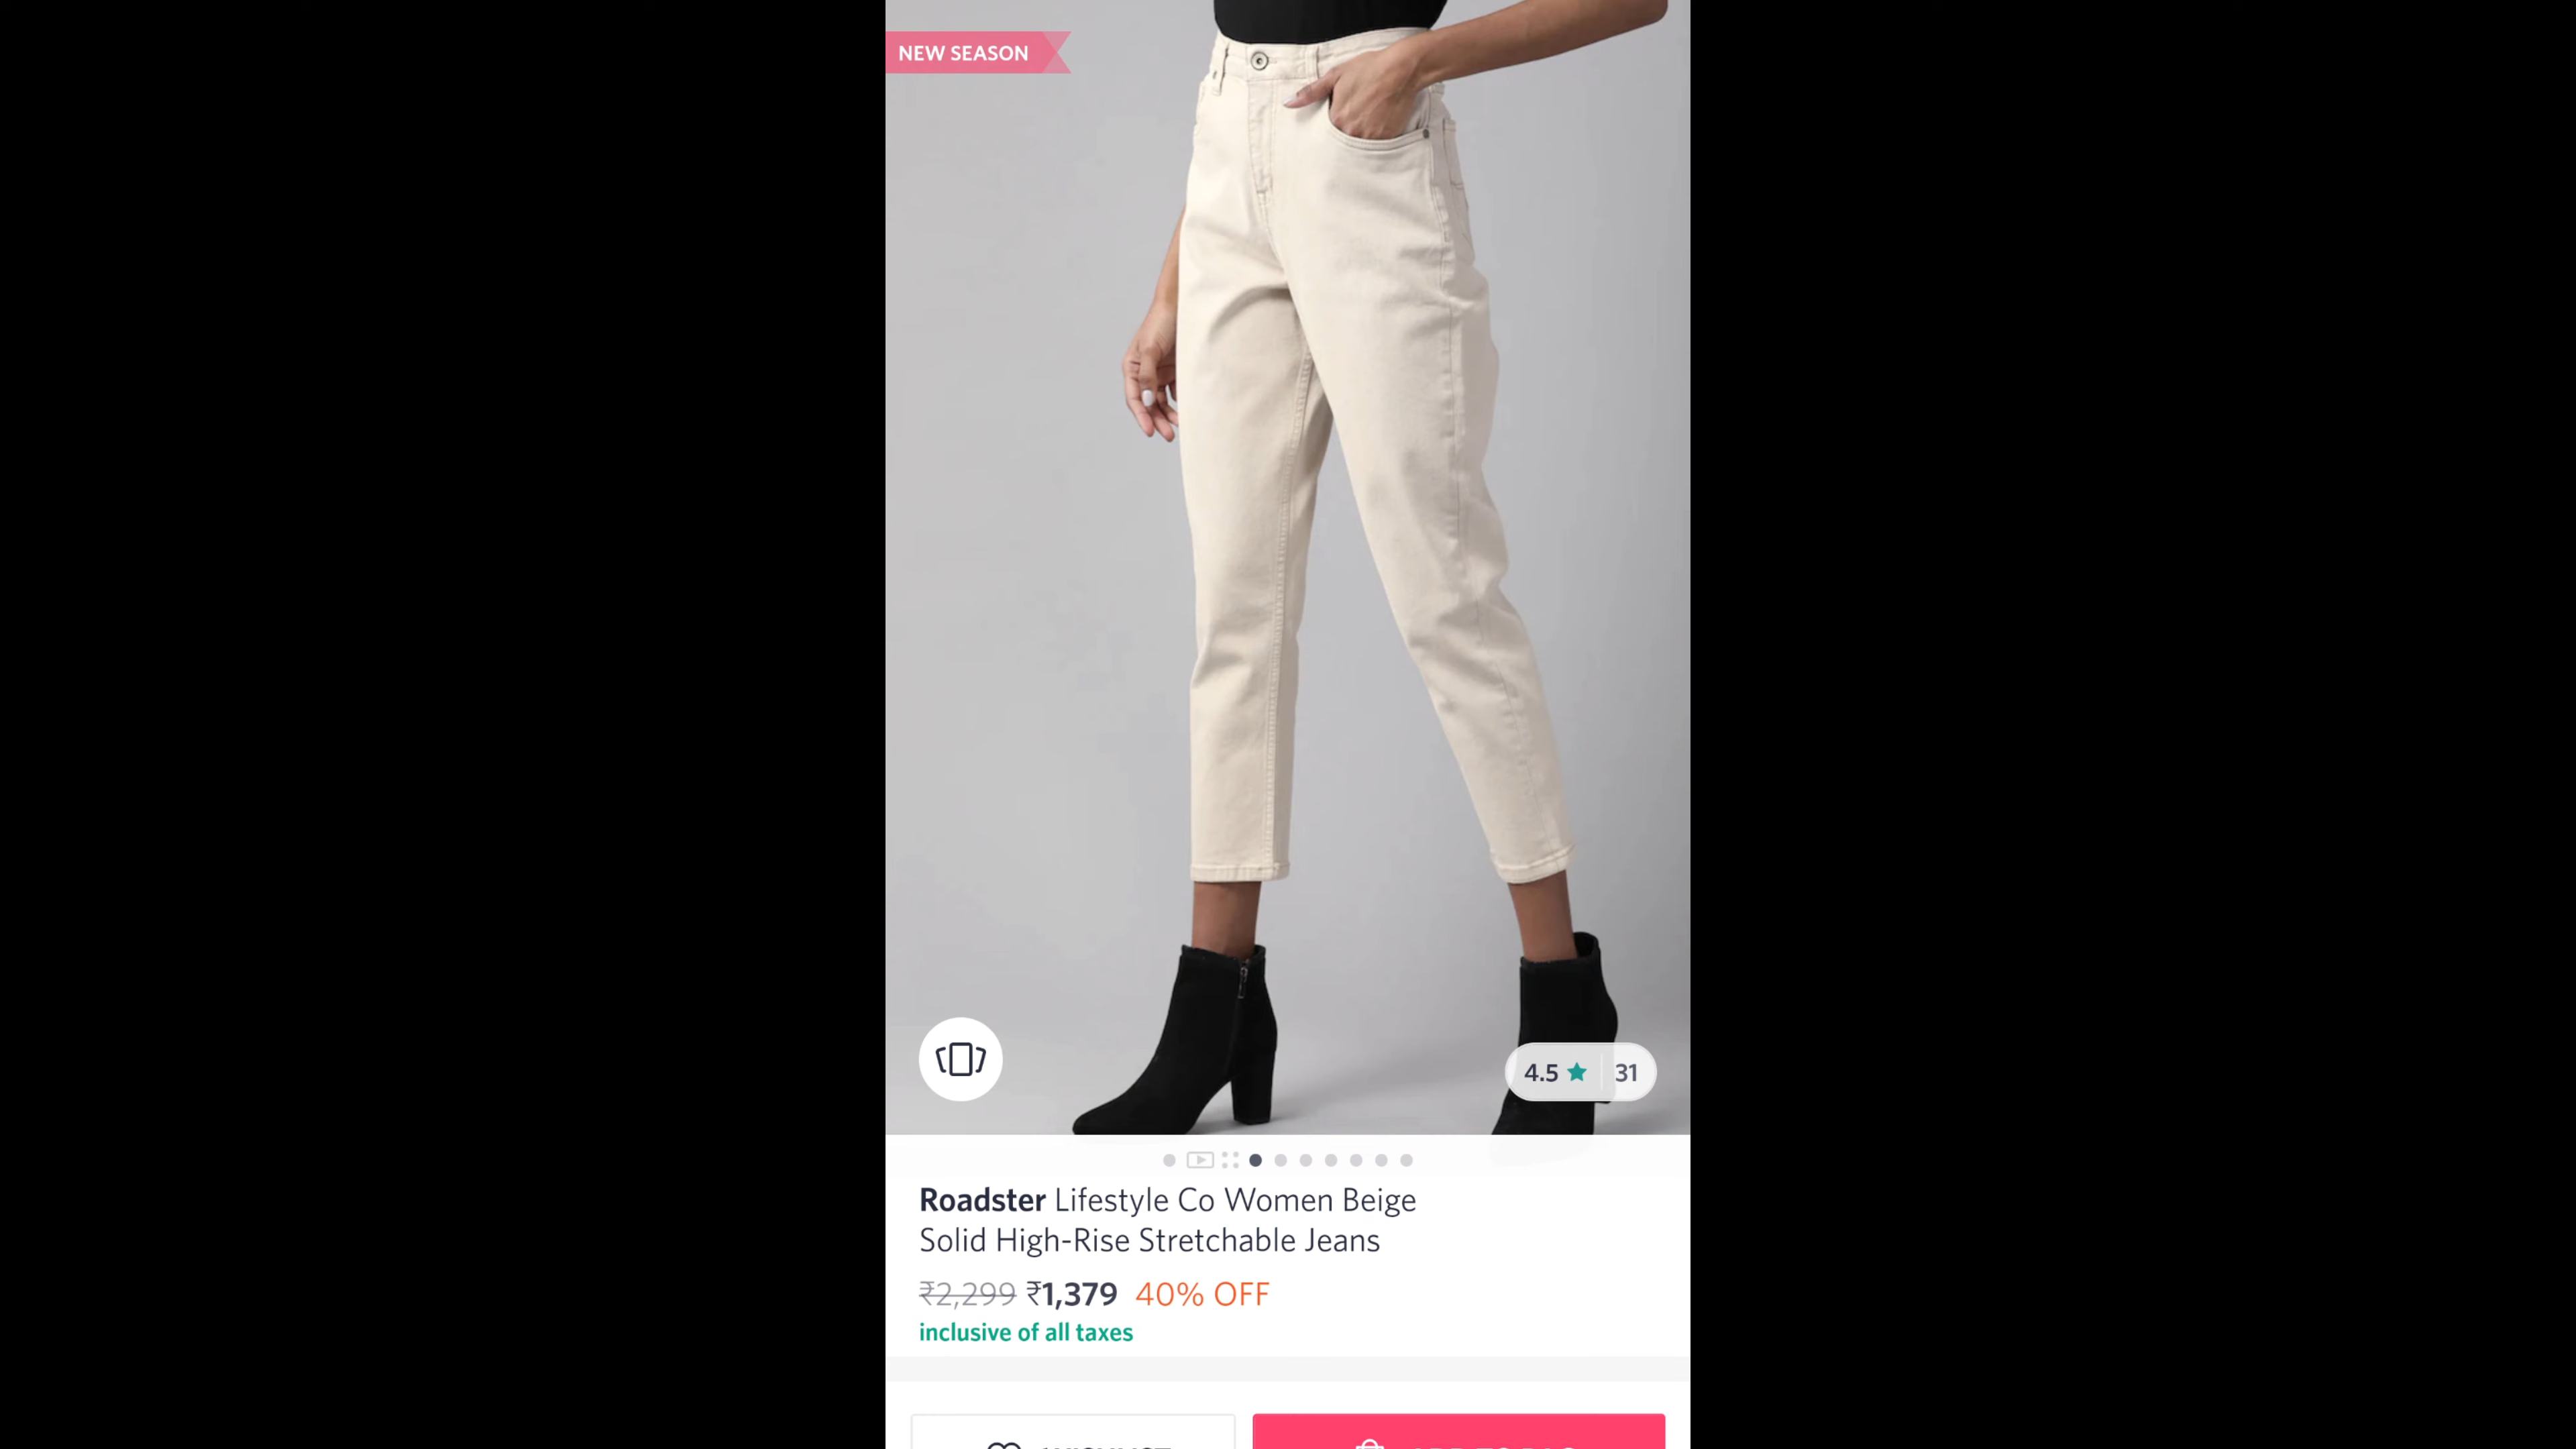 NEW SEASON
4.5 31
Roadster Lifestyle Co Women Beige
Solid High-Rise Stretchable Jeans
₹2,299 ₹1,379 40% OFF
inclusive of all taxes